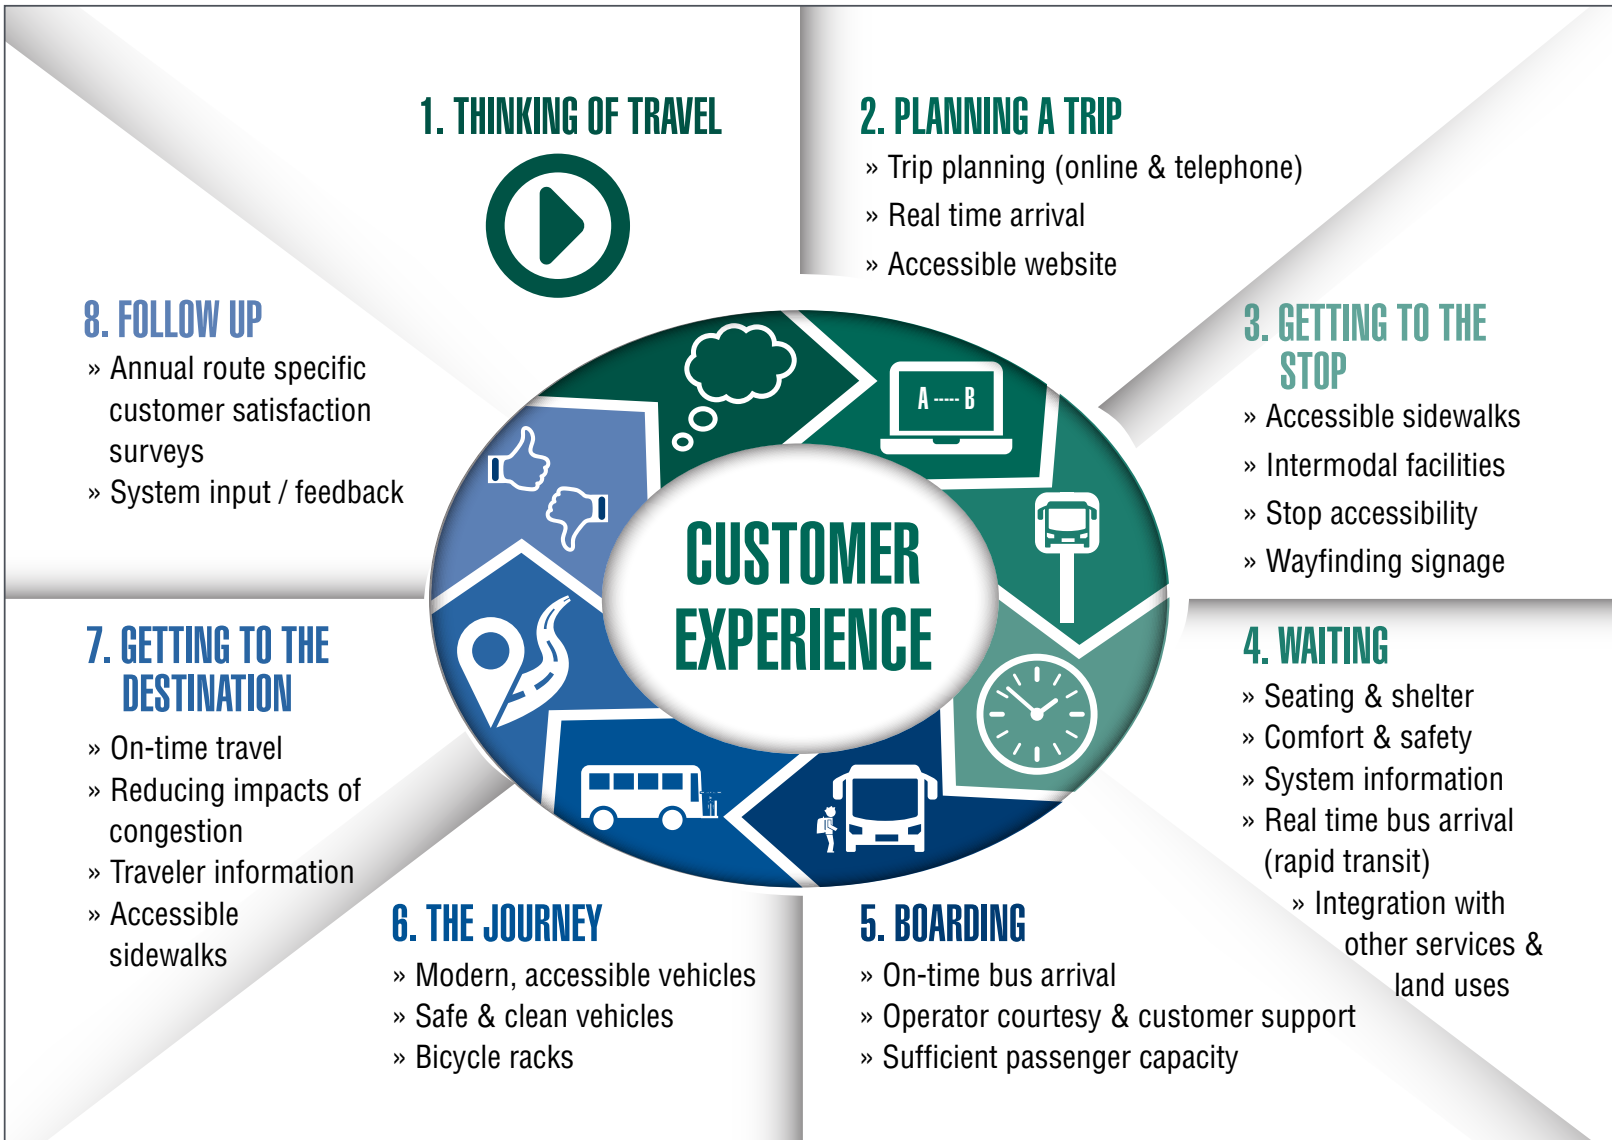 1. THINKING OF TRAVEL
2. PLANNING A TRIP
» Trip planning (online & telephone)
» Real time arrival
» Accessible website
3. GETTING TO THE
STOP
» Accessible sidewalks
» Intermodal facilities
» Stop accessibility
» Wayfinding signage
4. WAITING
» Seating & shelter
» Comfort & safety
» System information
» Real time bus arrival
(rapid transit)
» Integration with
other services &
land uses
5. BOARDING
» On-time bus arrival
» Operator courtesy & customer support
» Sufficient passenger capacity
6. THE JOURNEY
» Modern, accessible vehicles
» Safe & clean vehicles
» Bicycle racks
7. GETTING TO THE
DESTINATION
» On-time travel
» Reducing impacts of
congestion
» Traveler information
» Accessible
sidewalks
8. FOLLOW UP
» Annual route specific
customer satisfaction
surveys
» System input / feedback
A ----- B
CUSTOMER
EXPERIENCE